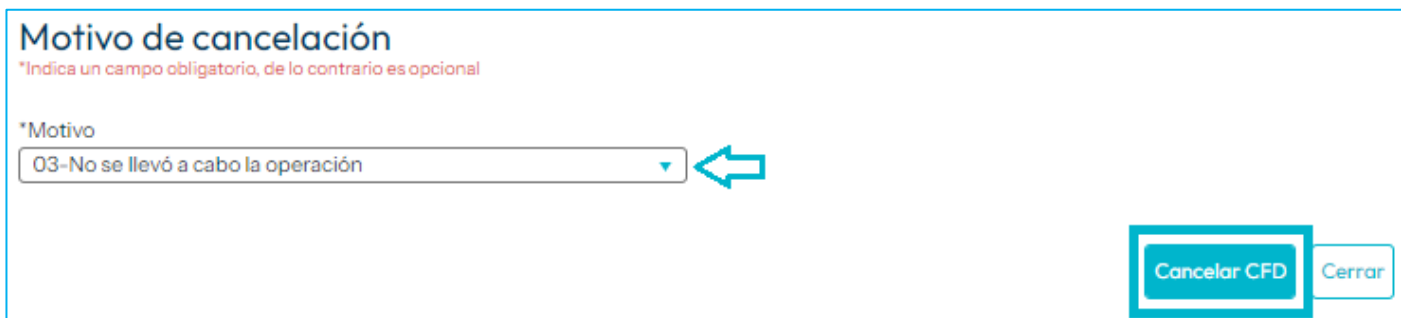 Motivo de cancelación
*Indica un campo obligatorio, de lo contrario es opcional
*Motivo
03-No se llevó a cabo la operación
Cancelar CFD
Cerrar